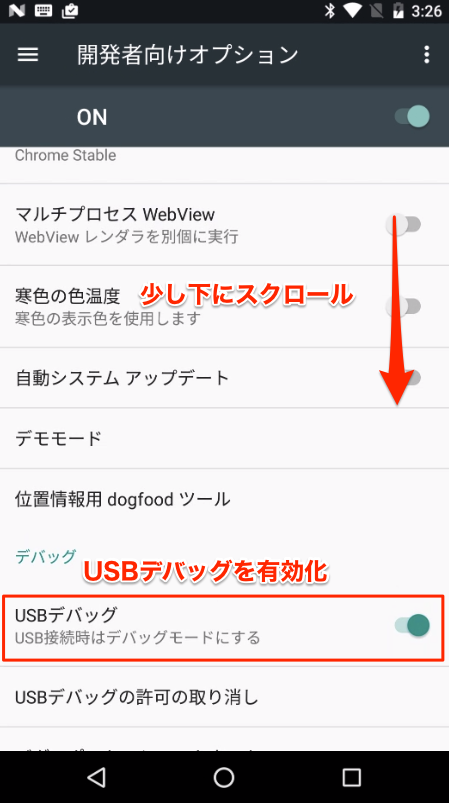 3:26
開発者向けオプション
ON
Chrome Stable
マルチプロセス WebView
WebView レンダラを別個に実行
寒色の色温度
少し下にスクロール
寒色の表示色を使用します
自動システム アップデート
デモモード
位置情報用 dogfood ツール
デバッグ
USBデバッグを有効化
USBデバッグ
USB接続時はデバッグモードにする
USBデバッグの許可の取り消し